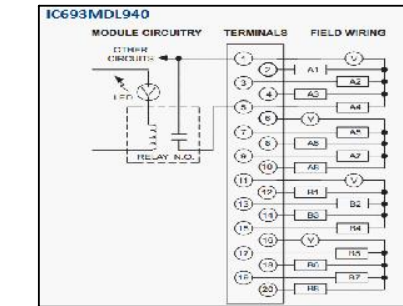 IC693MDL940
MODULE CIRCUITRY TERMINALS FIELD WIRING
OTHER
CIRCUITS
1 V
2 A1
3 A2
LED
4 A3
5 A4
6 V
7 A5
8 A6
RELAY N.O.
9 A7
10 A8
11 V
12 B1
13 B2
14 B3
15 B4
16 V
17 B5
18 B6
19 B7
20 B8